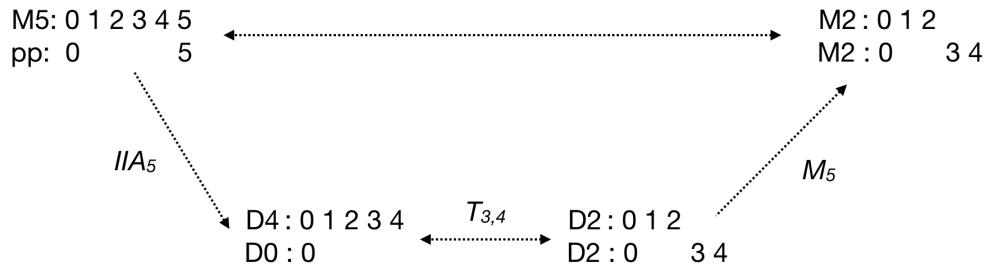 M5: 0 1 2 3 4 5
pp: 0 5
M2 : 0 1 2
M2 : 0 3 4
IIA5
M5
D4 : 0 1 2 3 4
D0 : 0
T3,4
D2 : 0 1 2
D2 : 0 3 4